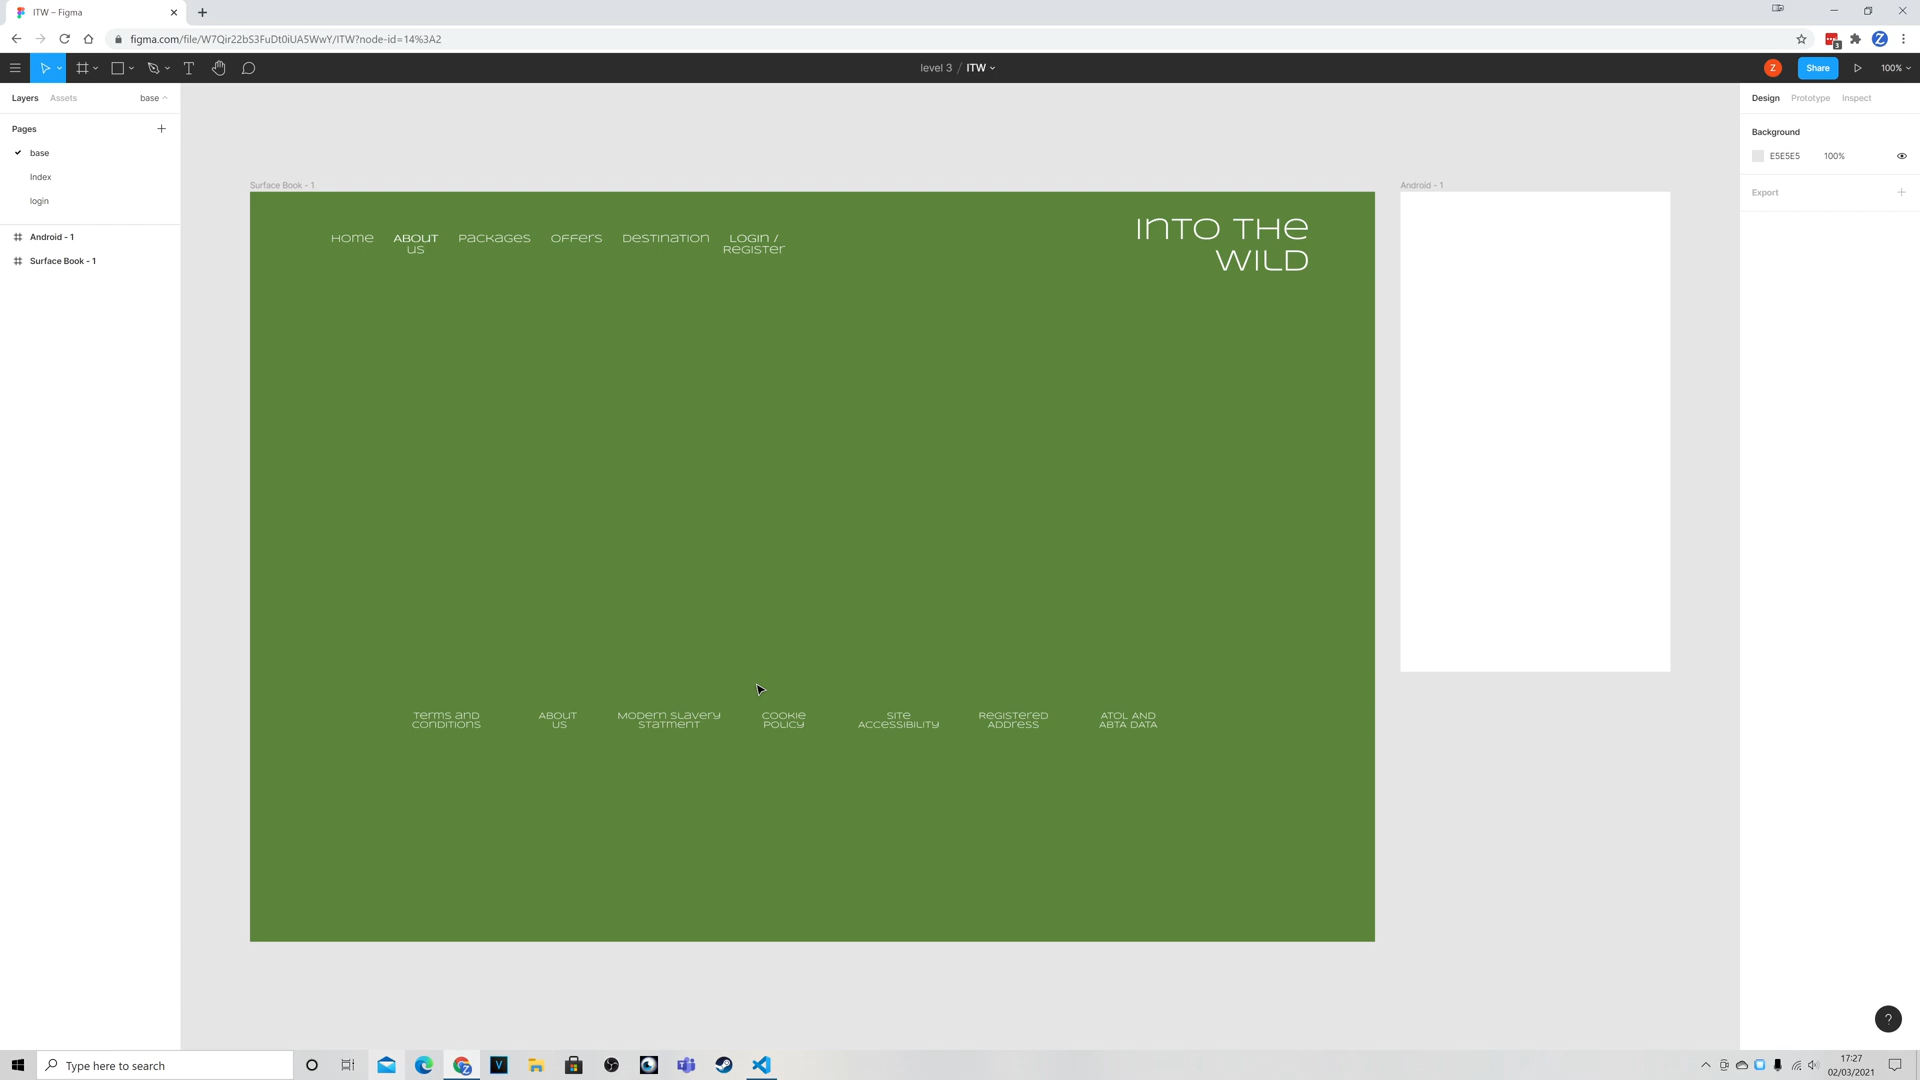 ITW – Figma
figma.com/file/W7Qir22bS3FuDt0iUA5WwY/ITW?node-id=14%3A2
3
Z
level 3 / ITW
Z
Share
100%
Layers
Assets
base
Design
Prototype
Inspect
Pages
base
Index
login
Android - 1
Surface Book - 1
Background
E5E5E5
100%
Export
Surface Book - 1
Android - 1
Home
ABOUT
US
Packages
Offers
Destination
LOGIN /
Register
INTO THE
WILD
Terms and
Conditions
ABOUT
US
Modern Slavery
Statment
Cookie
Policy
Site
Accessibility
Registered
Address
ATOL AND
ABTA DATA
?
Type here to search
17:27
02/03/2021